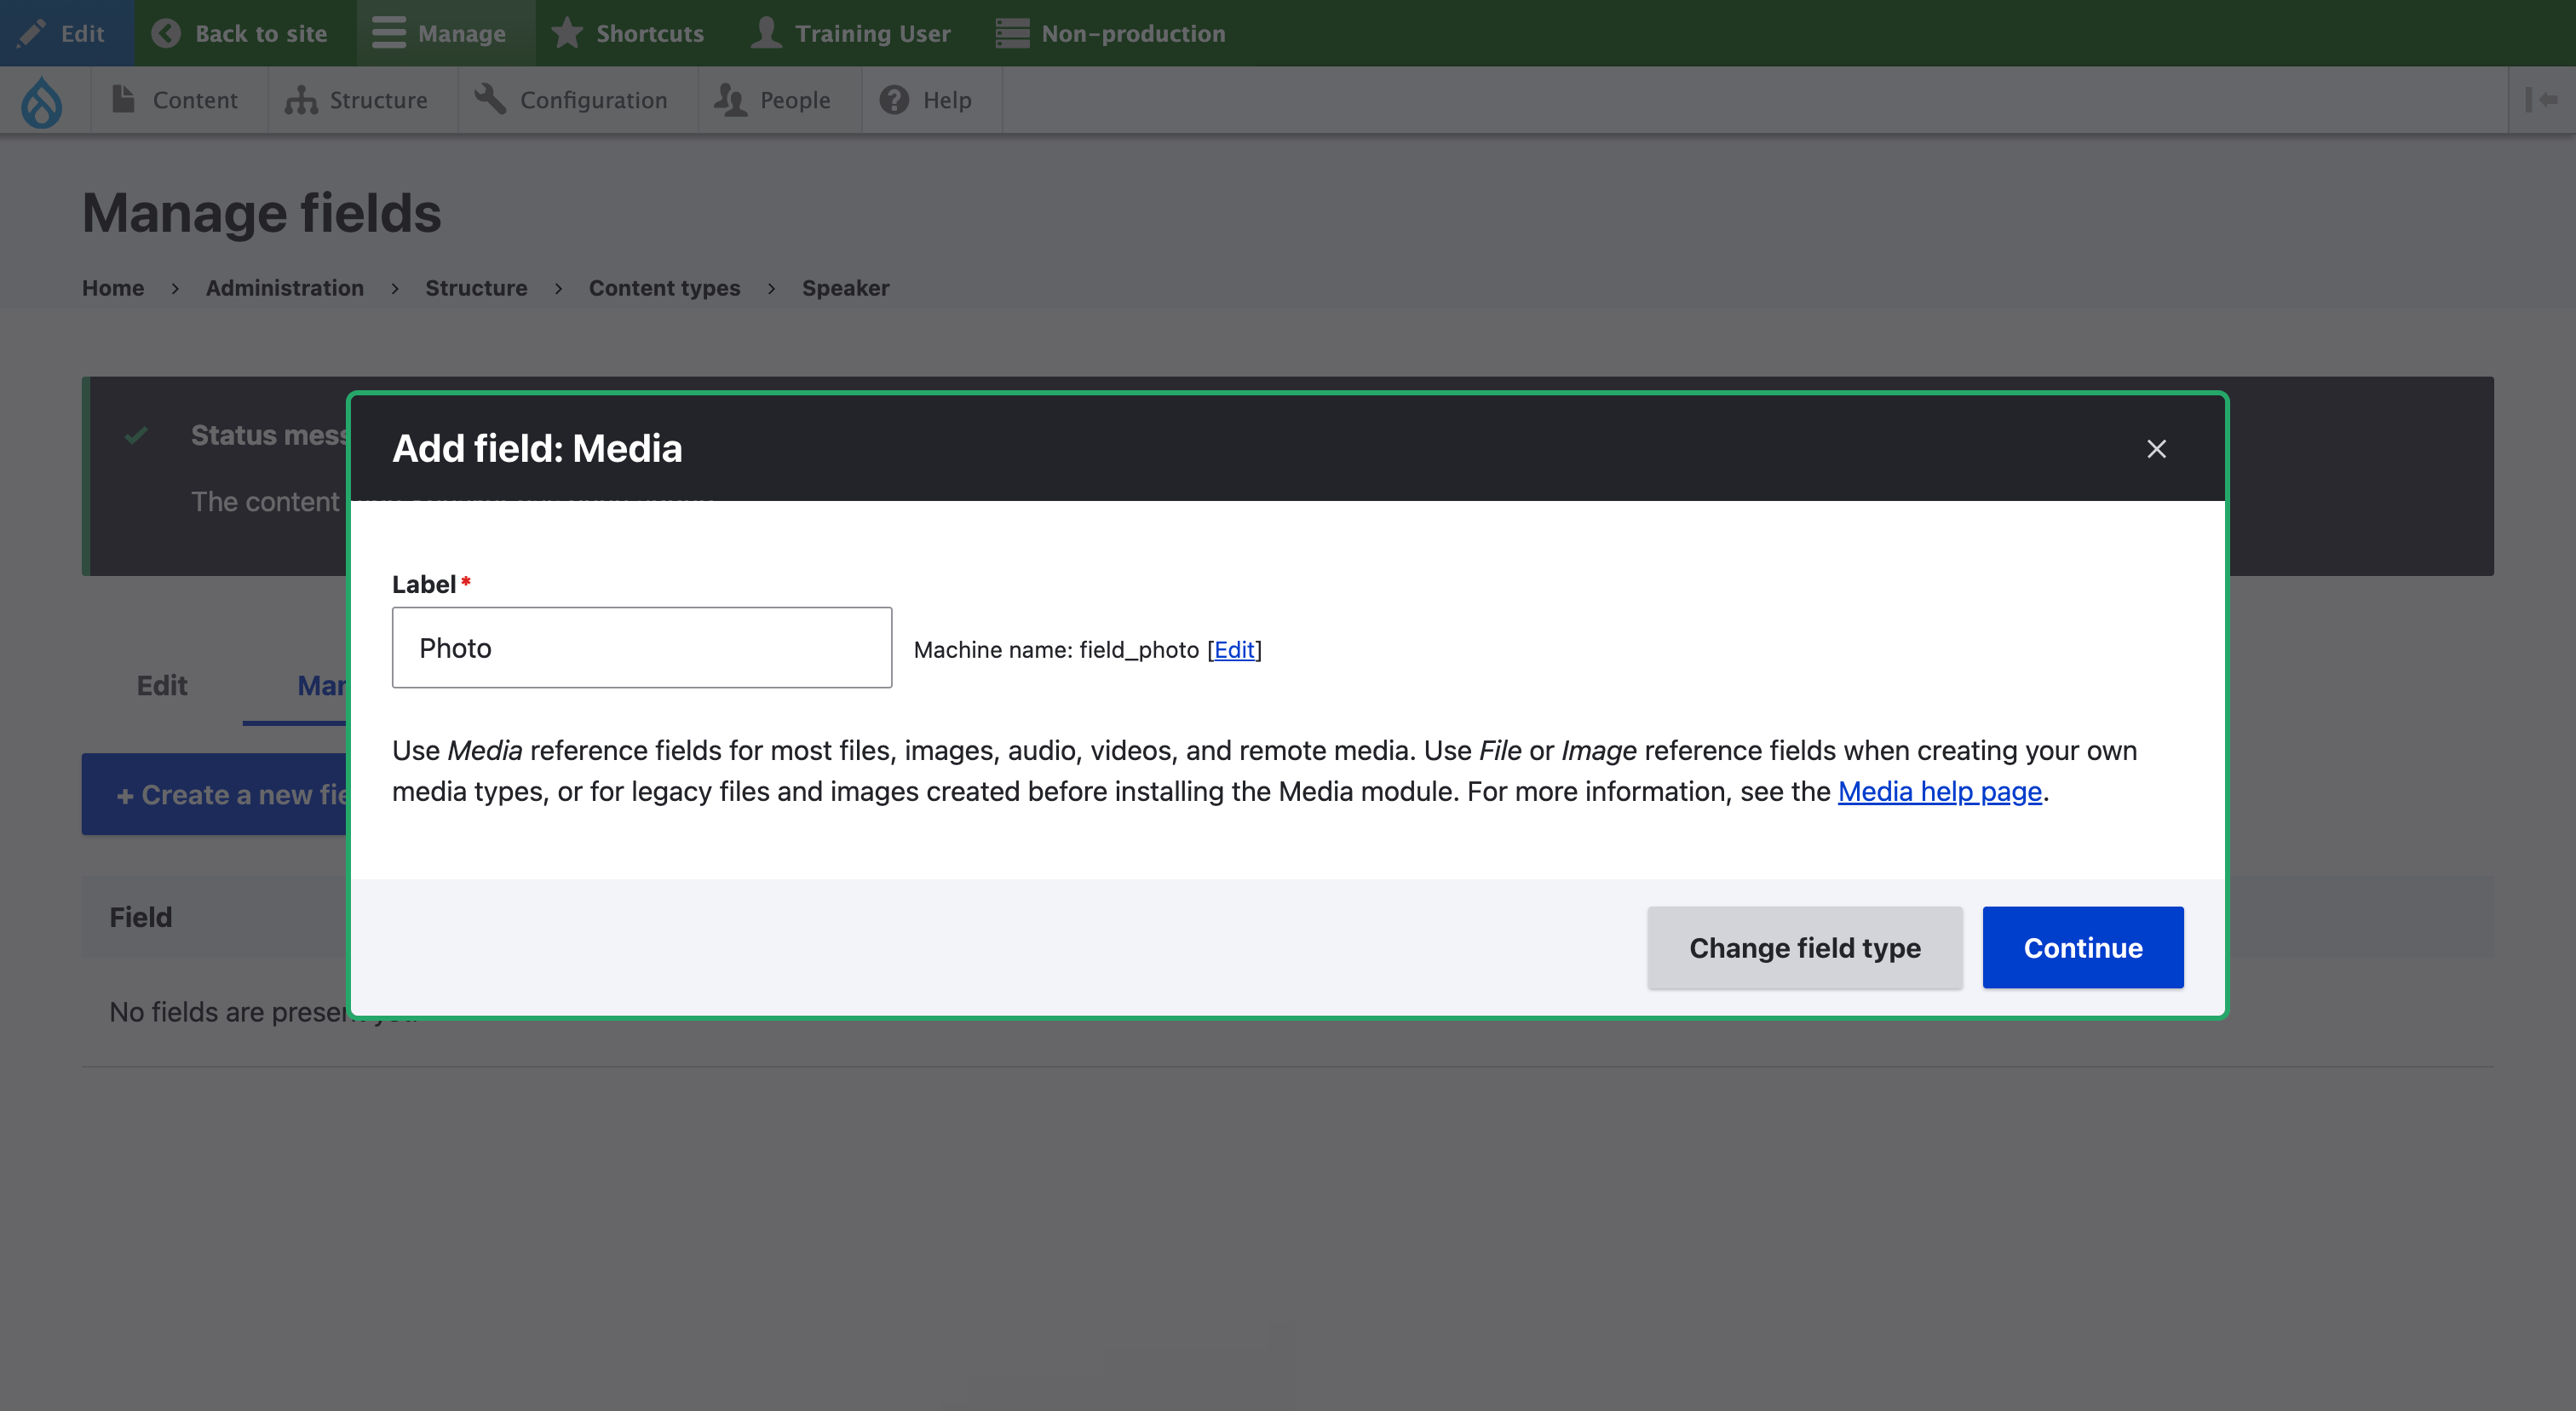 Edit Back to site Manage Shortcuts Training User Non-production
Content Structure Configuration People Help
Manage fields
Home › Administration › Structure › Content types › Speaker
Status
The content
Add field: Media
Label*
Photo
Machine name: field_photo [Edit]
Use Media reference fields for most files, images, audio, videos, and remote media. Use File or Image reference fields when creating your own
media types, or for legacy files and images created before installing the Media module. For more information, see the Media help page.
Change field type Continue
Edit
+ Create a new
Field
No fields are